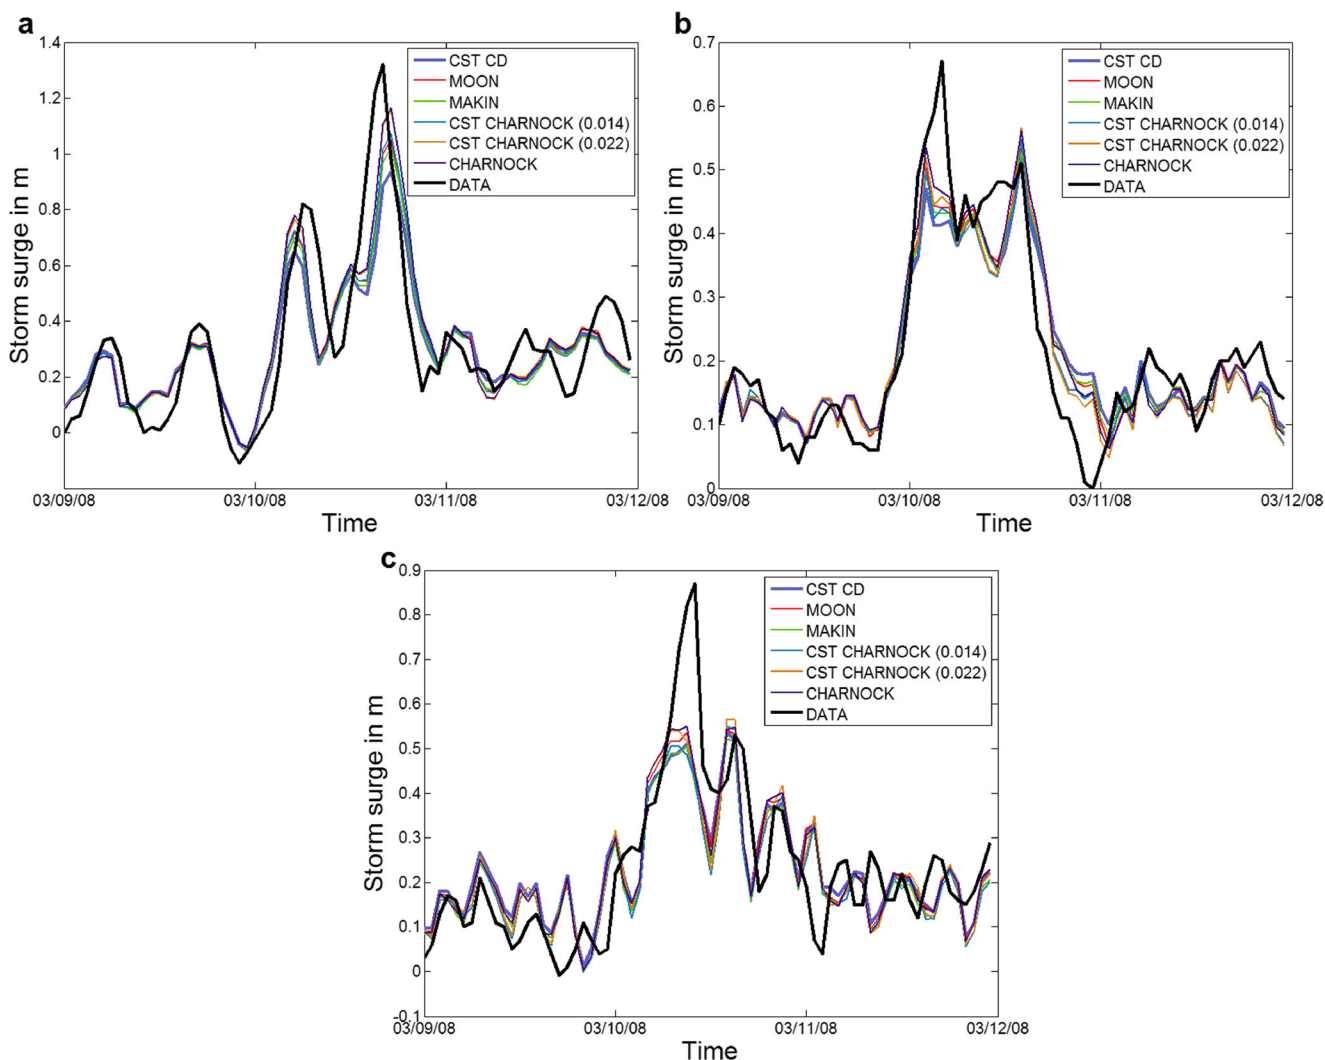 a
1.4
1.2
1
0.8
0.6
0.4
0.2
0
Storm surge in m
03/09/08
03/10/08
03/11/08
03/12/08
Time
CST CD
MOON
MAKIN
CST CHARNOCK (0.014)
CST CHARNOCK (0.022)
CHARNOCK
DATA
b
0.7
0.6
0.5
0.4
0.3
0.2
0.1
0
Storm surge in m
03/09/08
03/10/08
03/11/08
03/12/08
Time
CST CD
MOON
MAKIN
CST CHARNOCK (0.014)
CST CHARNOCK (0.022)
CHARNOCK
DATA
c
0.9
0.8
0.7
0.6
0.5
0.4
0.3
0.2
0.1
0
-0.1
Storm surge in m
03/09/08
03/10/08
03/11/08
03/12/08
Time
CST CD
MOON
MAKIN
CST CHARNOCK (0.014)
CST CHARNOCK (0.022)
CHARNOCK
DATA